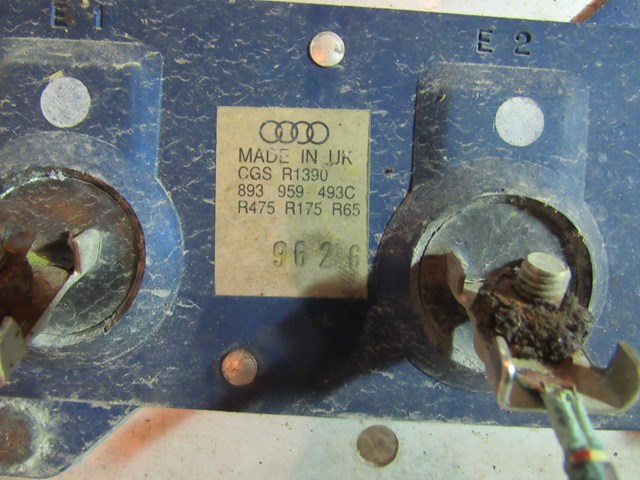 E 1
E 2
MADE IN UK
CGS R1390
893 959 493C
R475 R175 R65
9626